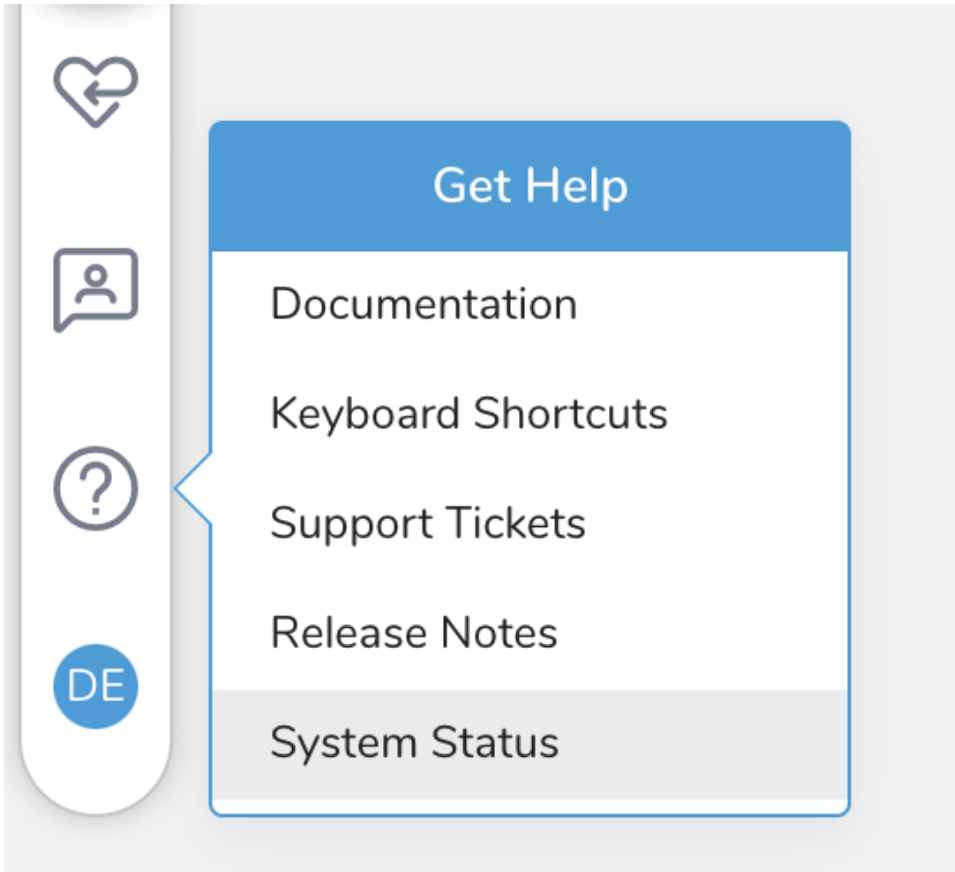 Get Help
Documentation
Keyboard Shortcuts
Support Tickets
Release Notes
System Status
?
DE